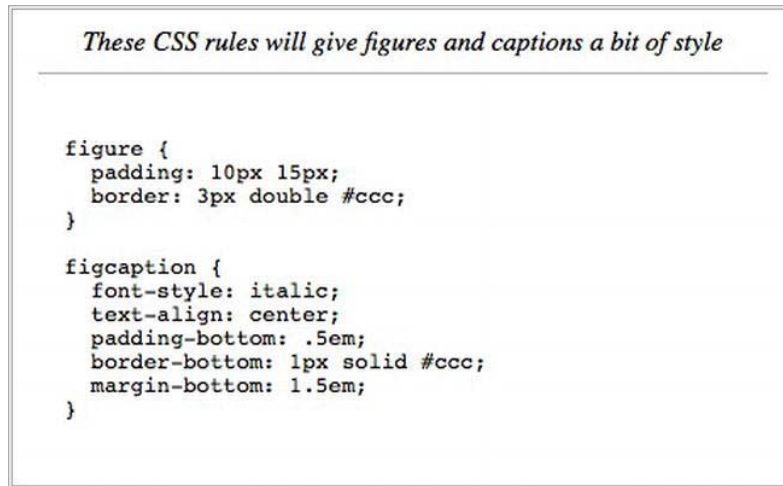 These CSS rules will give figures and captions a bit of style
figure {
  padding: 10px 15px;
  border: 3px double #ccc;
}
figcaption {
  font-style: italic;
  text-align: center;
  padding-bottom: .5em;
  border-bottom: 1px solid #ccc;
  margin-bottom: 1.5em;
}